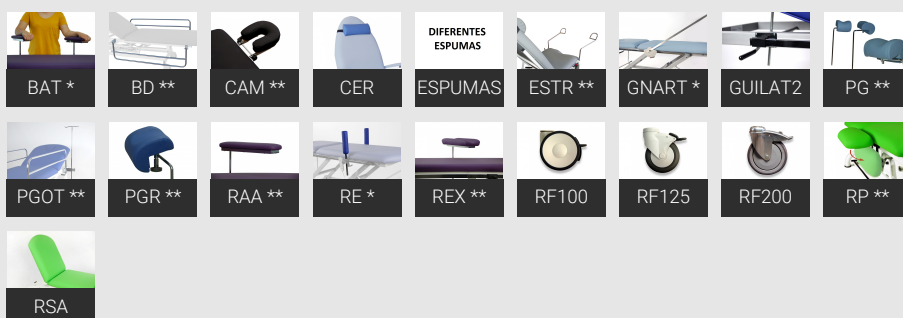 DIFERENTES
ESPUMAS
BAT * BD ** CAM ** CER ESPUMAS ESTR ** GNART * GUILAT2 PG **
PGOT ** PGR ** RAA ** RE * REX ** RF100 RF125 RF200 RP **
RSA